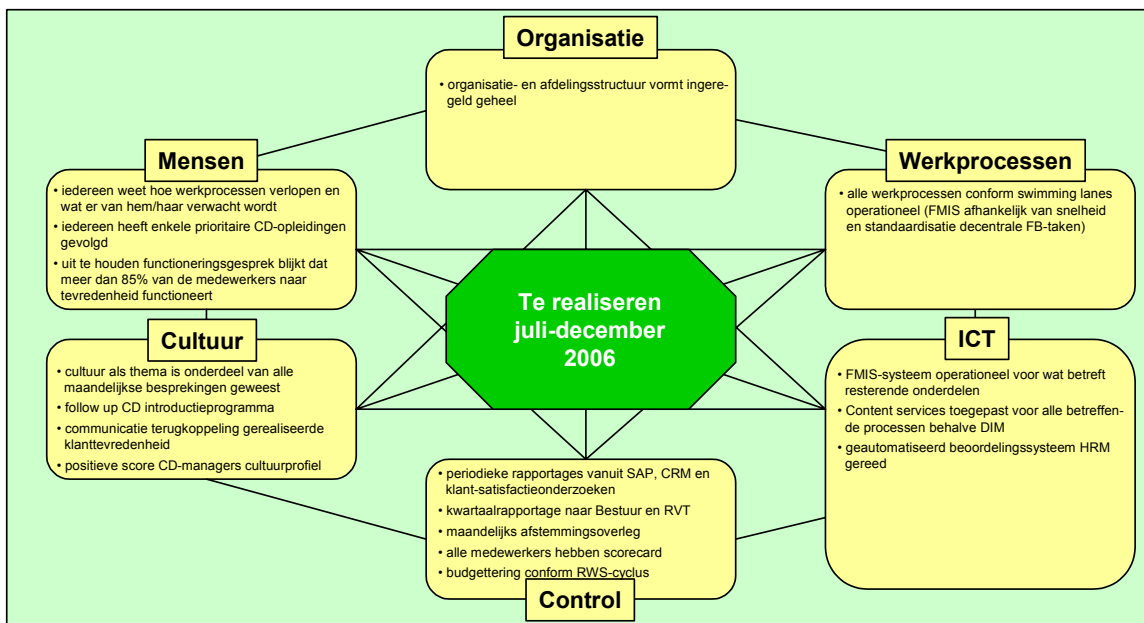 Organisatie
• organisatie- en afdelingsstructuur vormt ingere-
geld geheel
Mensen
• iedereen weet hoe werkprocessen verlopen en
wat er van hem/haar verwacht wordt
• iedereen heeft enkele prioritaire CD-opleidingen
gevolgd
• uit te houden functioneringsgesprek blijkt dat
meer dan 85% van de medewerkers naar
tevredenheid functioneert
Werkprocessen
• alle werkprocessen conform swimming lanes
operationeel (FMIS afhankelijk van snelheid
en standaardisatie decentrale FB-taken)
Te realiseren
juli-december
2006
Cultuur
• cultuur als thema is onderdeel van alle
maandelijkse besprekingen geweest
• follow up CD introductieprogramma
• communicatie terugkoppeling gerealiseerde
klanttevredenheid
• positieve score CD-managers cultuurprofiel
ICT
• FMIS-systeem operationeel voor wat betreft
resterende onderdelen
• Content services toegepast voor alle betreffen-
de processen behalve DIM
• geautomatiseerd beoordelingssysteem HRM
gereed
• periodieke rapportages vanuit SAP, CRM en
klant-satisfactieonderzoeken
• kwartaalrapportage naar Bestuur en RVT
• maandelijks afstemmingsoverleg
• alle medewerkers hebben scorecard
• budgettering conform RWS-cyclus
Control